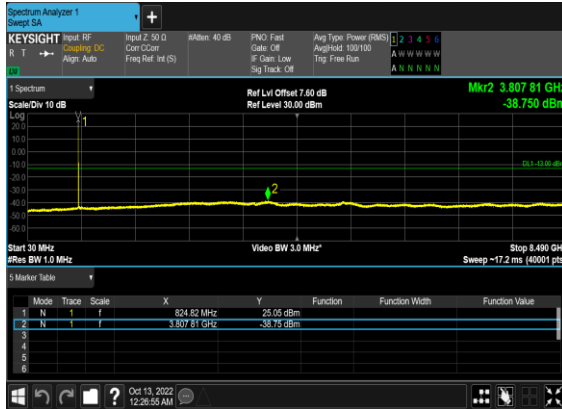 Spectrum Analyzer 1
Swept SA
+
KEYSIGHT Input: RF Input Z: 50 Ω #Atten: 40 dB PNO: Fast Avg Type: Power (RMS) 1 2 3 4 5 6
R T Coupling: DC Corr CCorr Gate: Off Avg|Hold: 100/100 A W W W W W
Align: Auto Freq Ref: Int (S) IF Gain: Low Trig: Free Run
LU Sig Track: Off A N N N N N
1 Spectrum Ref Lvl Offset 7.60 dB Mkr2 3.807 81 GHz
Scale/Div 10 dB Ref Level 30.00 dBm -38.750 dBm
Log
20.0
10.0
0.00
-10.0
DL1 -13.00 dBm
-20.0
-30.0
-40.0
-50.0
-60.0
1
2
Start 30 MHz Video BW 3.0 MHz* Stop 8.490 GHz
#Res BW 1.0 MHz Sweep ~17.2 ms (40001 pts)
5 Marker Table
Mode Trace Scale X Y Function Function Width Function Value
1 N 1 f 824.82 MHz 25.05 dBm
2 N 1 f 3.807 81 GHz -38.75 dBm
3
4
5
6
? Oct 13, 2022
12:26:55 AM